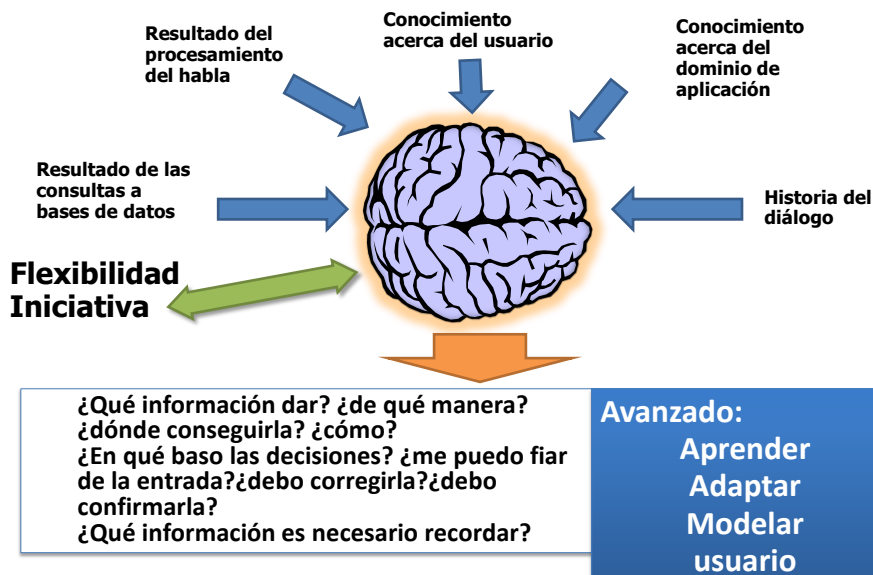 Resultado del
procesamiento
del habla
Conocimiento
acerca del usuario
Conocimiento
acerca del
dominio de
aplicación
Resultado de las
consultas a
bases de datos
Historia del
diálogo
Flexibilidad
Iniciativa
¿Qué información dar? ¿de qué manera?
¿dónde conseguirla? ¿cómo?
¿En qué baso las decisiones? ¿me puedo fiar
de la entrada?¿debo corregirla?¿debo
confirmarla?
¿Qué información es necesario recordar?
Avanzado:
Aprender
Adaptar
Modelar
usuario